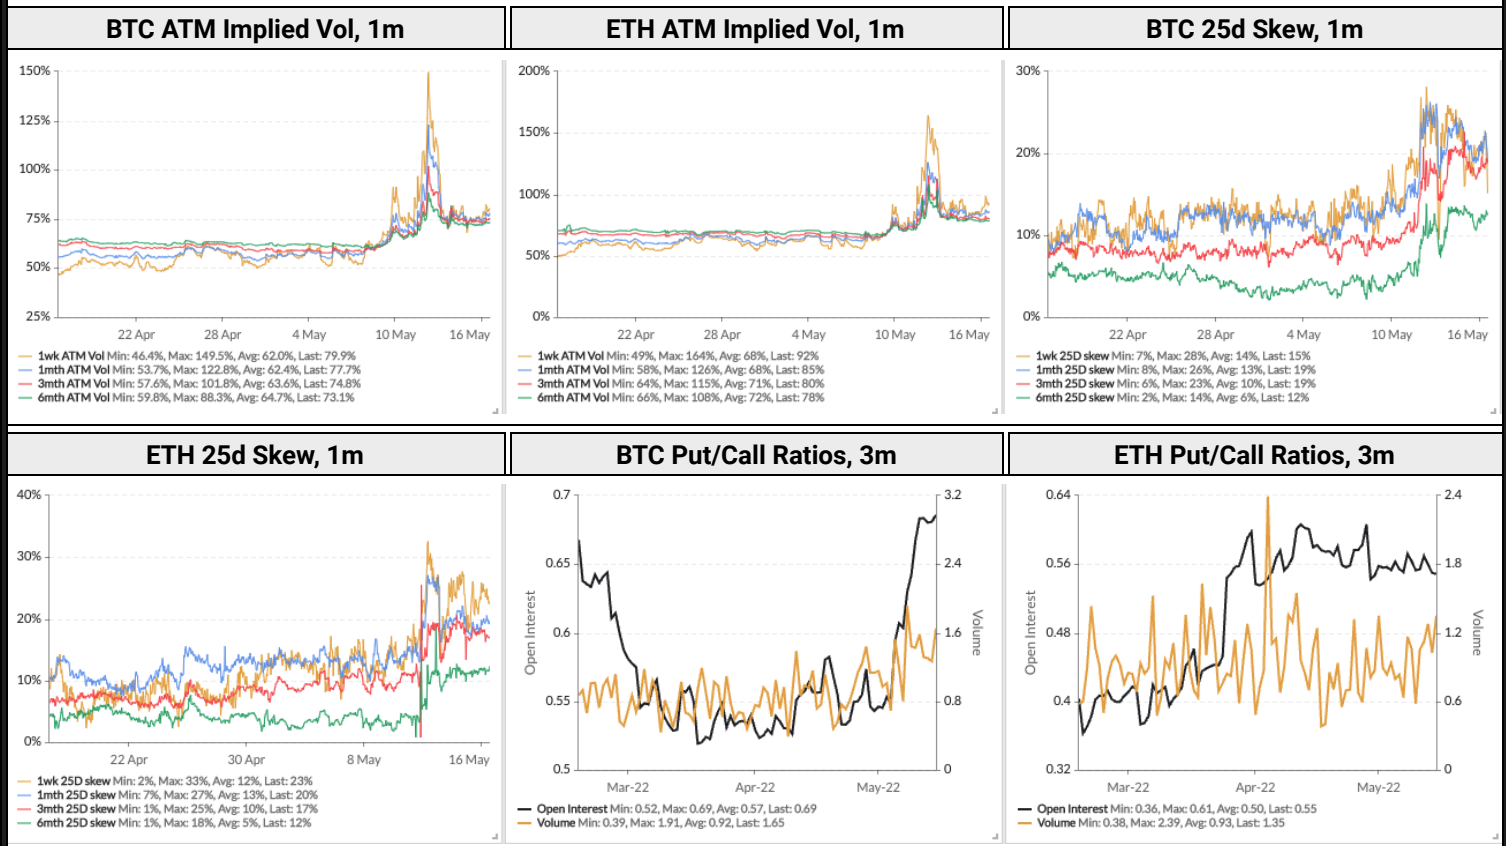 BTC ATM Implied Vol, 1m
150%
125%
100%
75%
50%
25%
22 Apr 28 Apr 4 May 10 May 16 May
1wk ATM Vol Min: 46.4%, Max: 149.5%, Avg: 62.0%, Last: 79.9%
1mth ATM Vol Min: 53.7%, Max: 122.8%, Avg: 62.4%, Last: 77.7%
3mth ATM Vol Min: 57.6%, Max: 101.8%, Avg: 63.6%, Last: 74.8%
6mth ATM Vol Min: 59.8%, Max: 88.3%, Avg: 64.7%, Last: 73.1%
ETH ATM Implied Vol, 1m
200%
150%
100%
50%
0%
22 Apr 28 Apr 4 May 10 May 16 May
1wk ATM Vol Min: 49%, Max: 164%, Avg: 68%, Last: 92%
1mth ATM Vol Min: 58%, Max: 126%, Avg: 68%, Last: 85%
3mth ATM Vol Min: 64%, Max: 115%, Avg: 71%, Last: 80%
6mth ATM Vol Min: 66%, Max: 108%, Avg: 72%, Last: 78%
BTC 25d Skew, 1m
30%
20%
10%
0%
22 Apr 28 Apr 4 May 10 May 16 May
1wk 25D skew Min: 7%, Max: 28%, Avg: 14%, Last: 15%
1mth 25D skew Min: 8%, Max: 26%, Avg: 13%, Last: 19%
3mth 25D skew Min: 6%, Max: 23%, Avg: 10%, Last: 19%
6mth 25D skew Min: 2%, Max: 14%, Avg: 6%, Last: 12%
ETH 25d Skew, 1m
40%
30%
20%
10%
0%
22 Apr 30 Apr 8 May 16 May
1wk 25D skew Min: 2%, Max: 33%, Avg: 12%, Last: 23%
1mth 25D skew Min: 7%, Max: 27%, Avg: 13%, Last: 20%
3mth 25D skew Min: 1%, Max: 25%, Avg: 10%, Last: 17%
6mth 25D skew Min: 1%, Max: 18%, Avg: 5%, Last: 12%
BTC Put/Call Ratios, 3m
0.7
0.65
0.6
0.55
0.5
Open Interest
3.2
2.4
1.6
0.8
0
Volume
Mar-22 Apr-22 May-22
Open Interest Min: 0.52, Max: 0.69, Avg: 0.57, Last: 0.69
Volume Min: 0.39, Max: 1.91, Avg: 0.92, Last: 1.65
ETH Put/Call Ratios, 3m
0.64
0.56
0.48
0.4
0.32
Open Interest
2.4
1.8
1.2
0.6
0
Volume
Mar-22 Apr-22 May-22
Open Interest Min: 0.36, Max: 0.61, Avg: 0.50, Last: 0.55
Volume Min: 0.38, Max: 2.39, Avg: 0.93, Last: 1.35